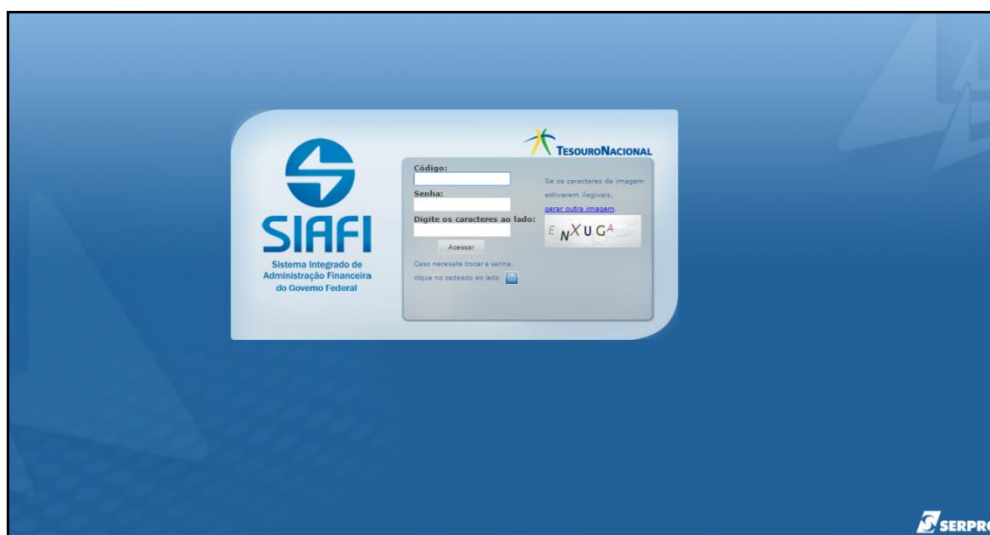 SIAFI
Sistema Integrado de
Administração Financeira
do Governo Federal
TESOURONACIONAL
Código:
Senha:
Digite os caracteres ao lado:
Acessar
Caso necessite trocar a senha,
clique no cadeado ao lado.
Se os caracteres da imagem
estiverem ilegíveis,
gerar outra imagem.
E N X U G A
SERPRO